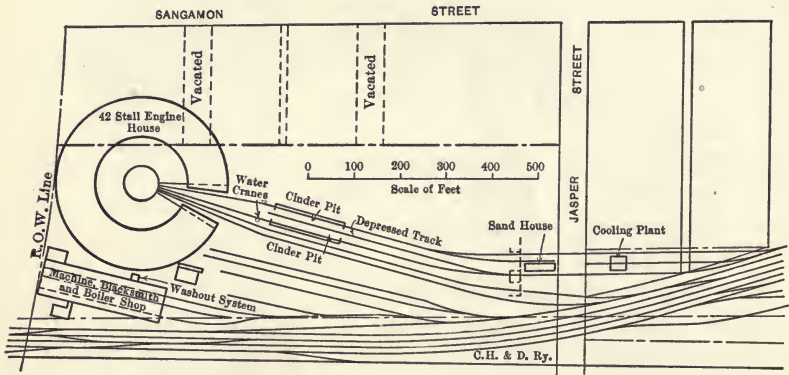 SANGAMON STREET
Vacated
Vacated
STREET
JASPER
42 Stall Engine
House
0 100 200 300 400 500
Scale of Feet
Water
Cranes
Cinder Pit
Depressed Track
Cinder Pit
Sand House
Cooling Plant
R.O.W. Line
Machine, Blacksmith
and Boiler Shop
Washout System
C.H. & D. Ry.